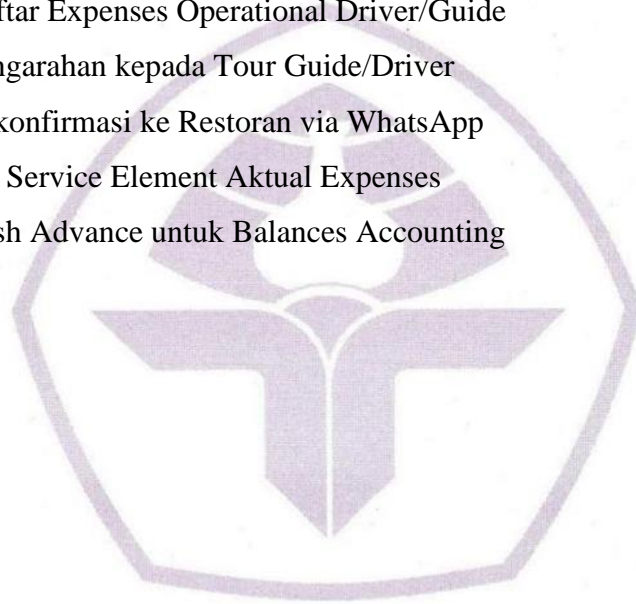 ftar Expenses Operational Driver/Guide
ngarahan kepada Tour Guide/Driver
konfirmasi ke Restoran via WhatsApp
Service Element Aktual Expenses
sh Advance untuk Balances Accounting